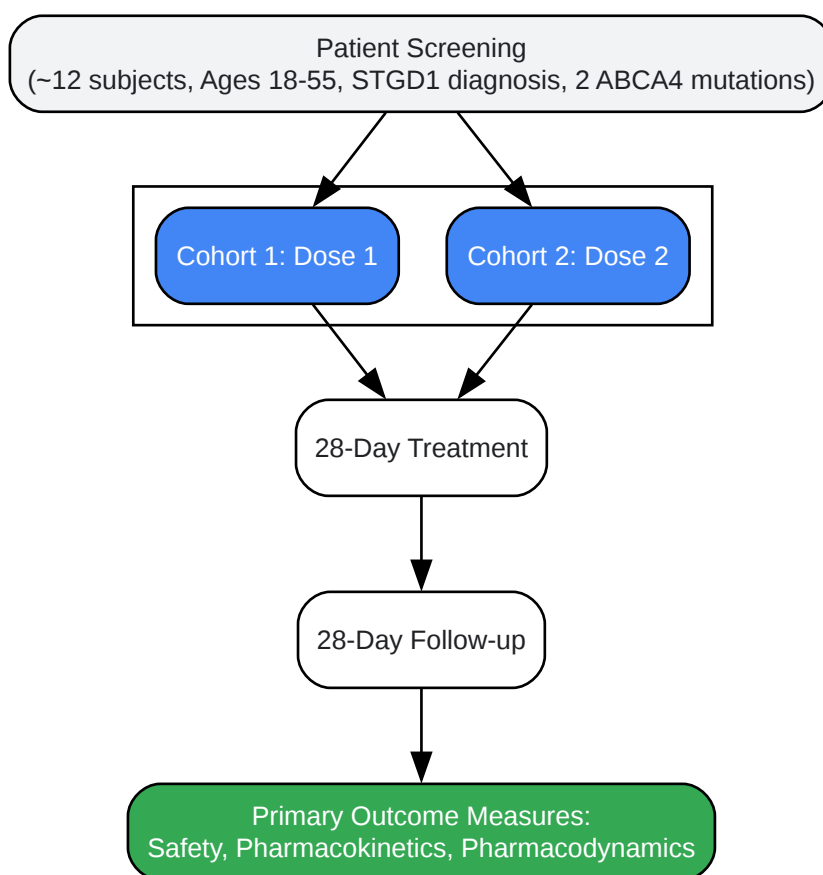 Patient Screening
(~12 subjects, Ages 18-55, STGD1 diagnosis, 2 ABCA4 mutations)
Cohort 1: Dose 1
Cohort 2: Dose 2
28-Day Treatment
28-Day Follow-up
Primary Outcome Measures:
Safety, Pharmacokinetics, Pharmacodynamics